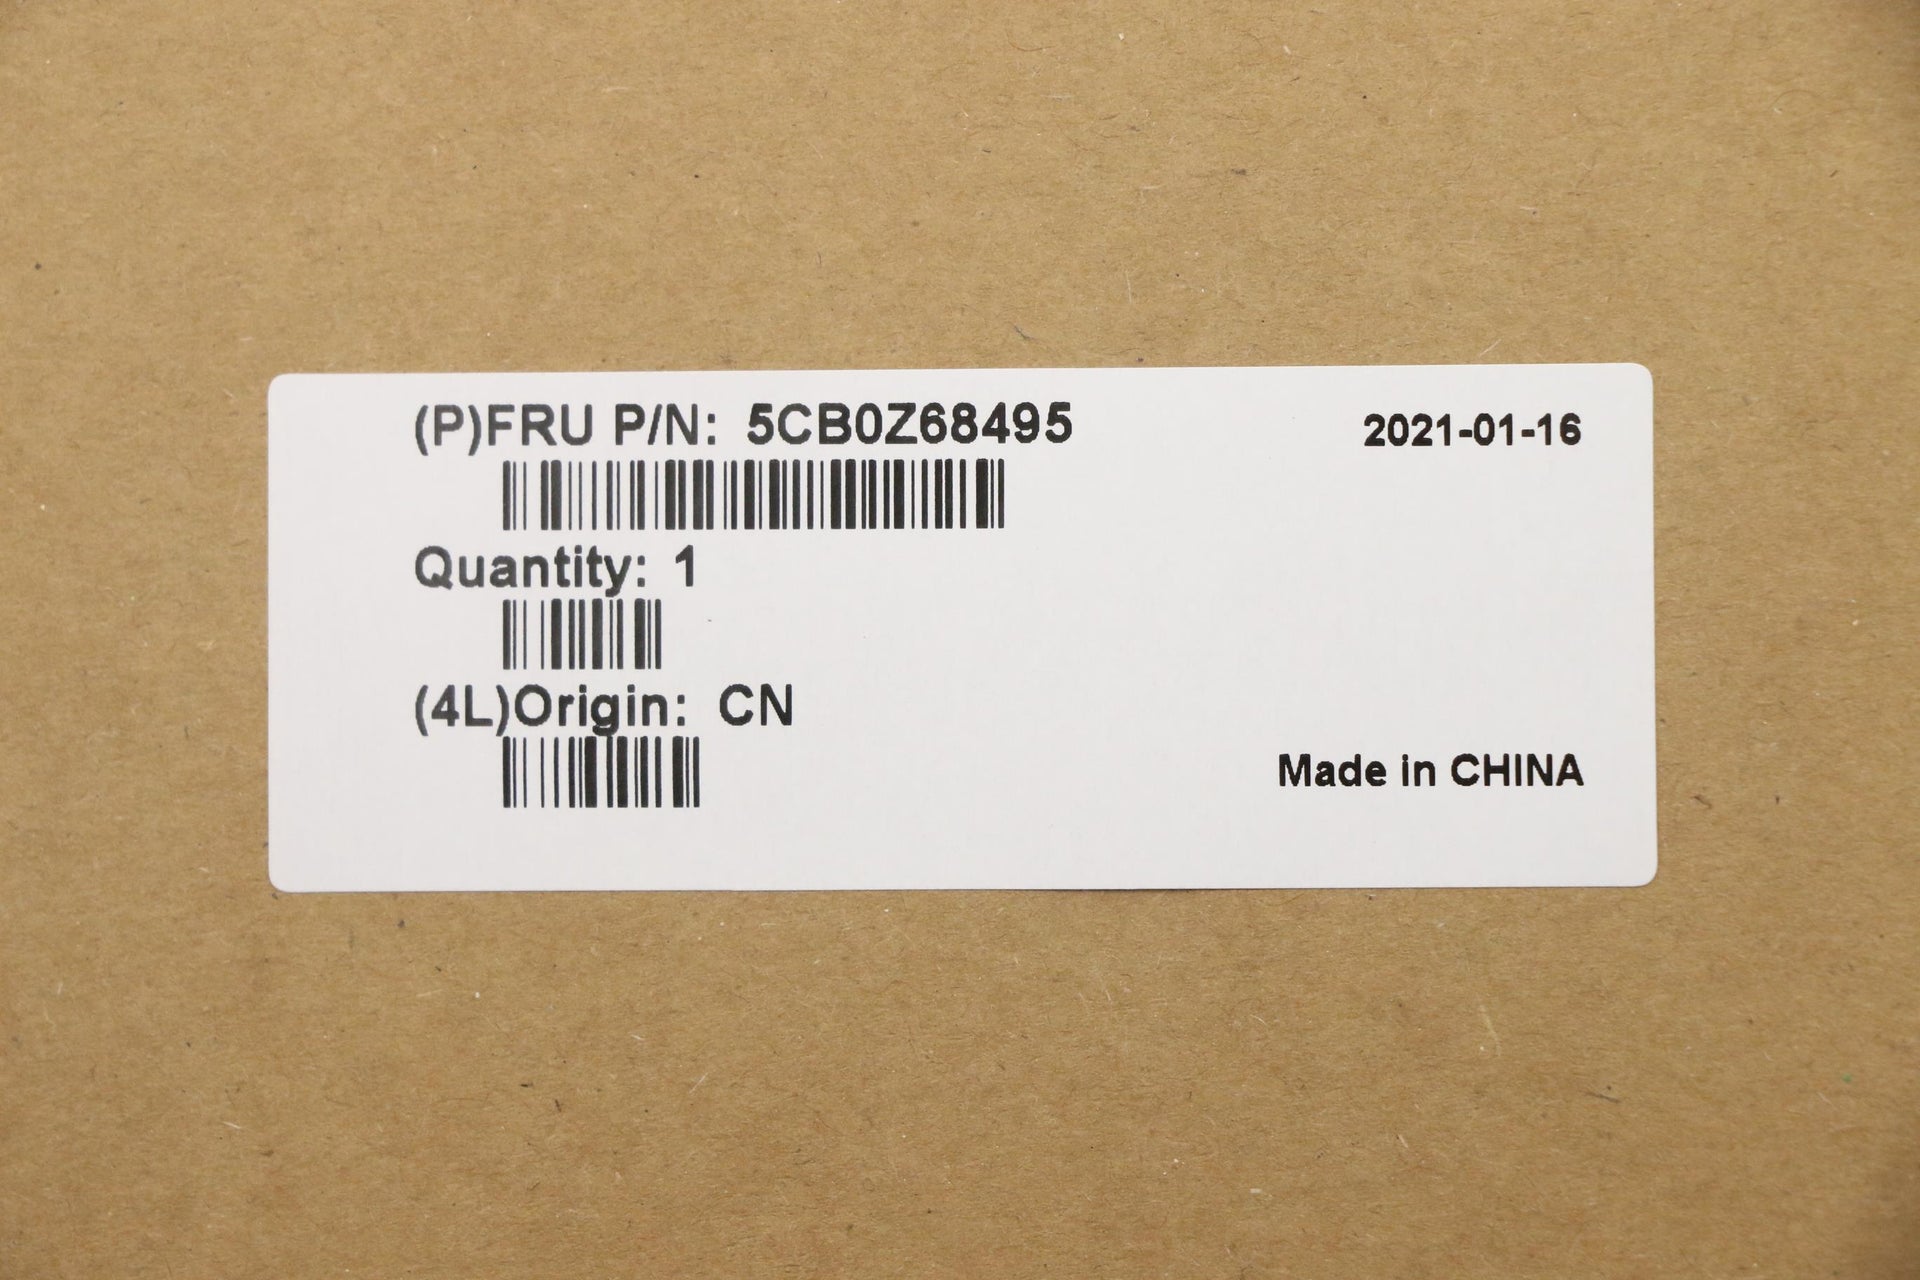 (P)FRU P/N: 5CB0Z68495
2021-01-16
Quantity: 1
(4L)Origin: CN
Made in CHINA